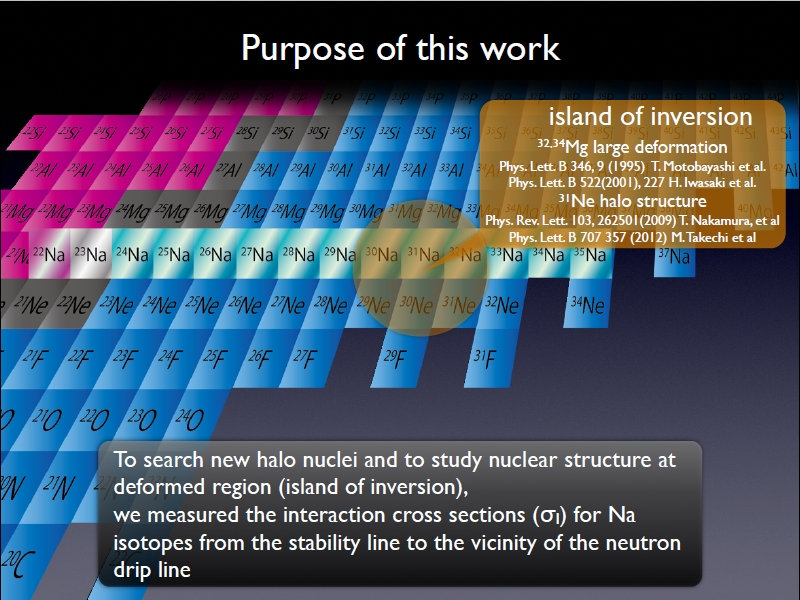 Purpose of this work
island of inversion
³²,³⁴Mg large deformation
Phys. Lett. B 346, 9 (1995) T. Motobayashi et al.
Phys. Lett. B 522(2001), 227 H. Iwasaki et al.
³¹Ne halo structure
Phys. Rev. Lett. 103, 262501(2009) T. Nakamura, et al
Phys. Lett. B 707 357 (2012) M. Takechi et al
²²Si ²³Si ²⁴Si ²⁵Si ²⁶Si ²⁷Si ²⁸Si ²⁹Si ³⁰Si ³¹Si ³²Si ³³Si ³⁴Si
²²Al ²³Al ²⁴Al ²⁵Al ²⁶Al ²⁷Al ²⁸Al ²⁹Al ³⁰Al ³¹Al ³²Al ³³Al ³⁴Al
²¹Mg ²²Mg ²³Mg ²⁴Mg ²⁵Mg ²⁶Mg ²⁷Mg ²⁸Mg ²⁹Mg ³⁰Mg ³¹Mg ³²Mg ⁴⁰Mg
²²Na ²³Na ²⁴Na ²⁵Na ²⁶Na ²⁷Na ²⁸Na ²⁹Na ³⁰Na ³¹Na ³²Na ³³Na ³⁴Na ³⁵Na ³⁷Na
²¹Ne ²²Ne ²³Ne ²⁴Ne ²⁵Ne ²⁶Ne ²⁷Ne ²⁸Ne ²⁹Ne ³⁰Ne ³¹Ne ³²Ne ³⁴Ne
²¹F ²²F ²³F ²⁴F ²⁵F ²⁶F ²⁷F ²⁹F ³¹F
O ²¹O ²²O ²³O ²⁴O
²⁰N ²¹N
²⁰C
To search new halo nuclei and to study nuclear structure at
deformed region (island of inversion),
we measured the interaction cross sections (σI) for Na
isotopes from the stability line to the vicinity of the neutron
drip line